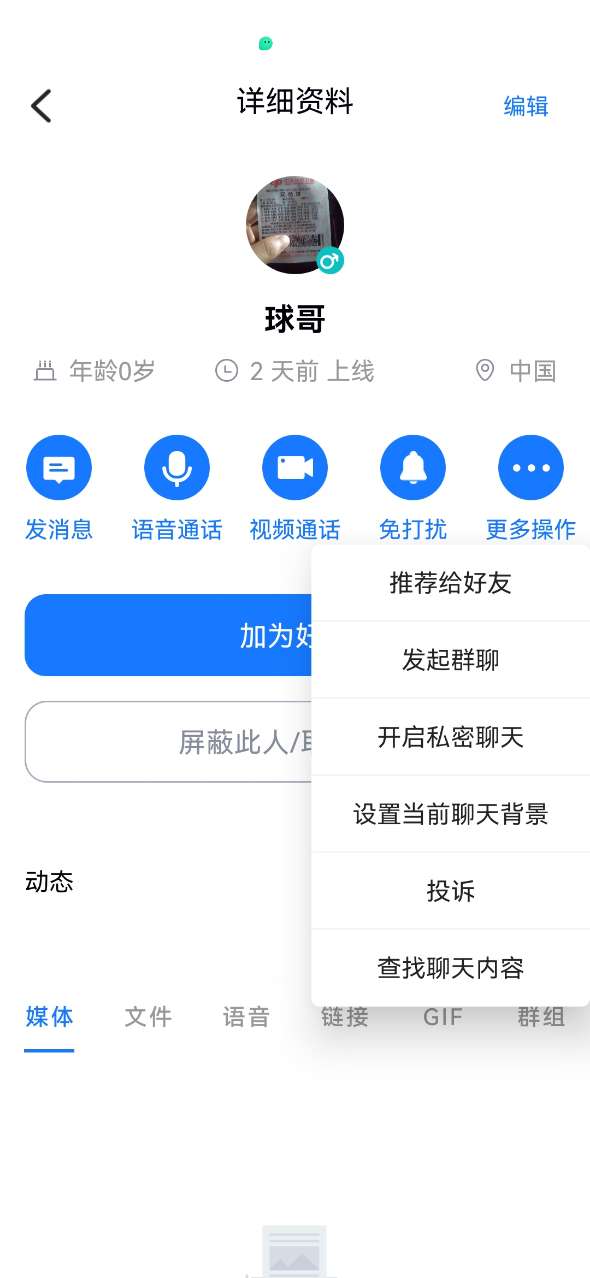 详细资料
编辑
球哥
年龄0岁
2 天前 上线
中国
发消息
语音通话
视频通话
免打扰
更多操作
推荐给好友
加为好
发起群聊
开启私密聊天
屏蔽此人/
设置当前聊天背景
动态
投诉
查找聊天内容
媒体
文件
语音
链接
GIF
群组